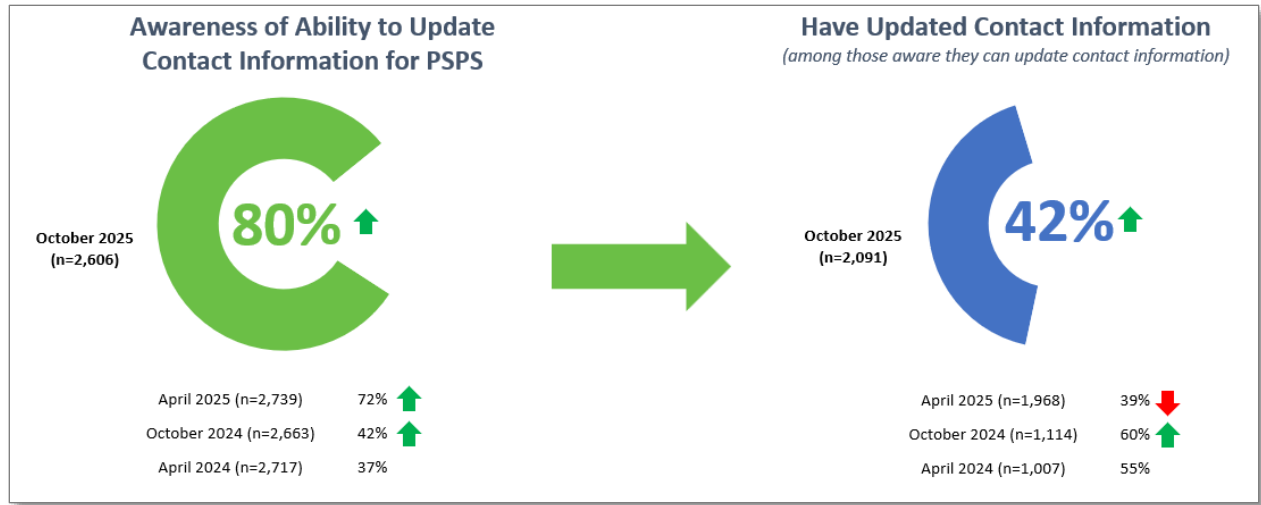 Awareness of Ability to Update
Contact Information for PSPS
October 2025
(n=2,606)
80%
April 2025 (n=2,739) 72%
October 2024 (n=2,663) 42%
April 2024 (n=2,717) 37%
Have Updated Contact Information
(among those aware they can update contact information)
October 2025
(n=2,091)
42%
April 2025 (n=1,968) 39%
October 2024 (n=1,114) 60%
April 2024 (n=1,007) 55%